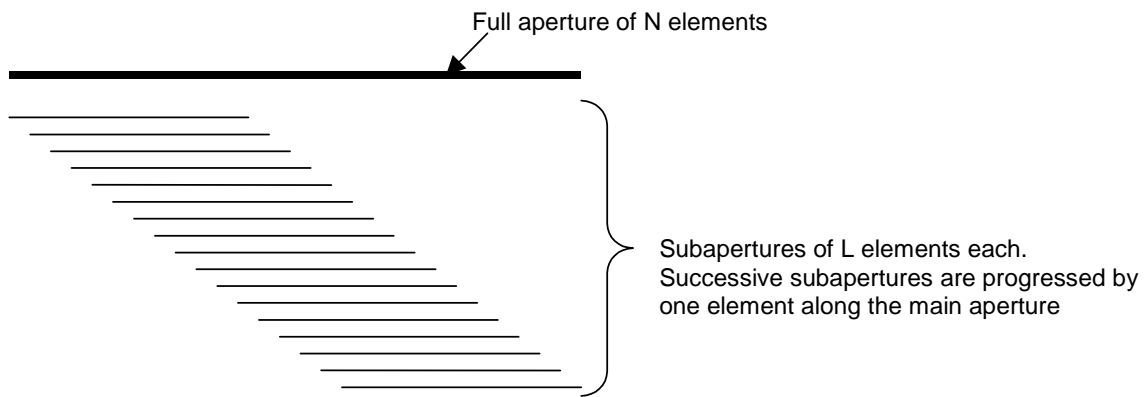 Full aperture of N elements
Subapertures of L elements each.
Successive subapertures are progressed by
one element along the main aperture